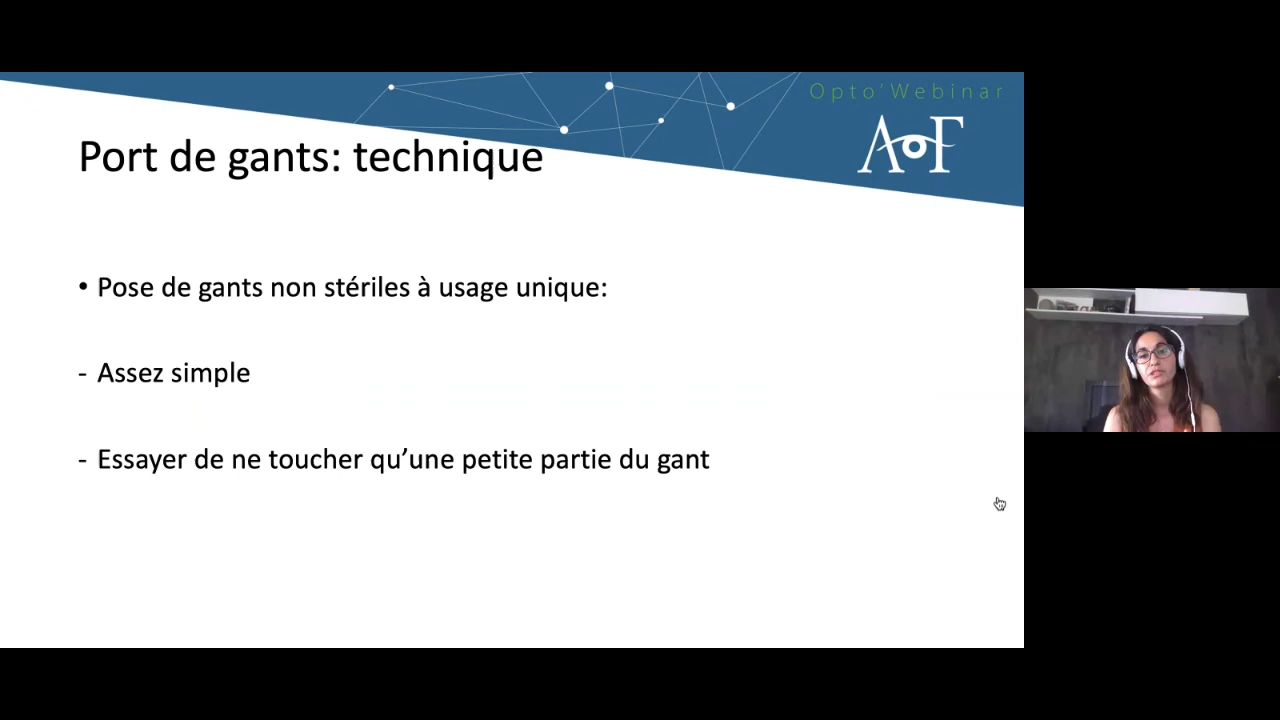 Opto'Webinar
AOF
Port de gants: technique
• Pose de gants non stériles à usage unique:
- Assez simple
- Essayer de ne toucher qu’une petite partie du gant